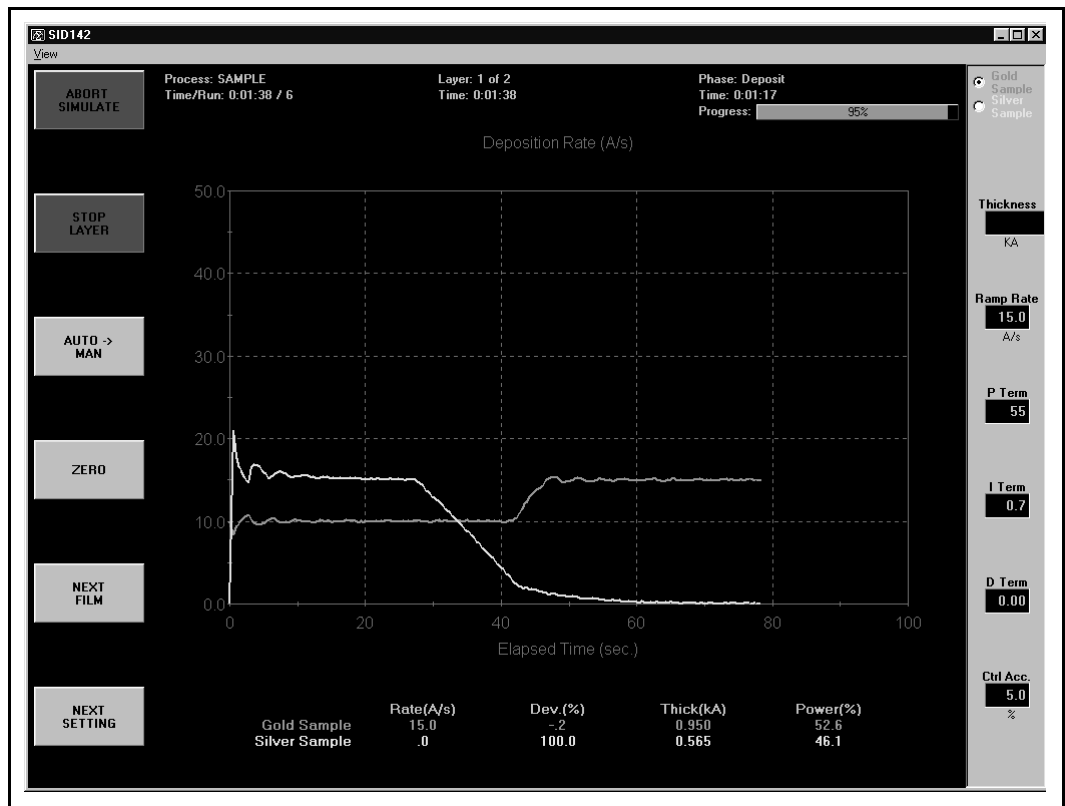 SID142
View
ABORT
SIMULATE
Process: SAMPLE
Time/Run: 0:01:38 / 6
Layer: 1 of 2
Time: 0:01:38
Phase: Deposit
Time: 0:01:17
Progress: 95%
Gold
Sample
Silver
Sample
Deposition Rate (A/s)
50.0
40.0
30.0
20.0
10.0
0.0
0 20 40 60 80 100
Elapsed Time (sec.)
STOP
LAYER
AUTO ->
MAN
ZERO
NEXT
FILM
NEXT
SETTING
Thickness
KA
Ramp Rate
15.0
A/s
P Term
55
I Term
0.7
D Term
0.00
Ctrl Acc.
5.0
%
Rate(A/s) Dev.(%) Thick(kA) Power(%)
Gold Sample 15.0 -.2 0.950 52.6
Silver Sample .0 100.0 0.565 46.1